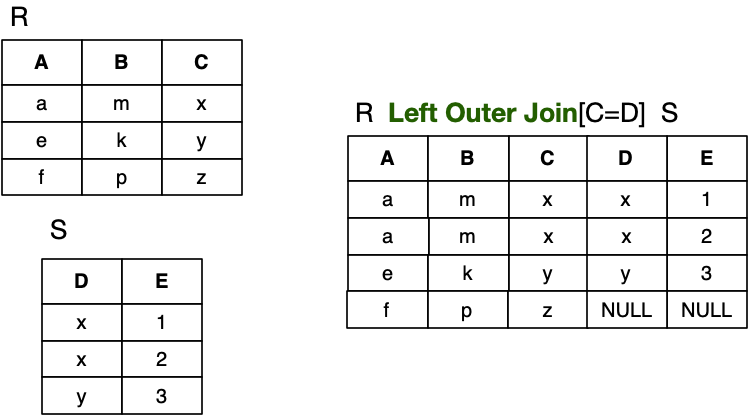 R
A B C
a m x
e k y
f p z
S
D E
x 1
x 2
y 3
R Left Outer Join[C=D] S
A B C D E
a m x x 1
a m x x 2
e k y y 3
f p z NULL NULL